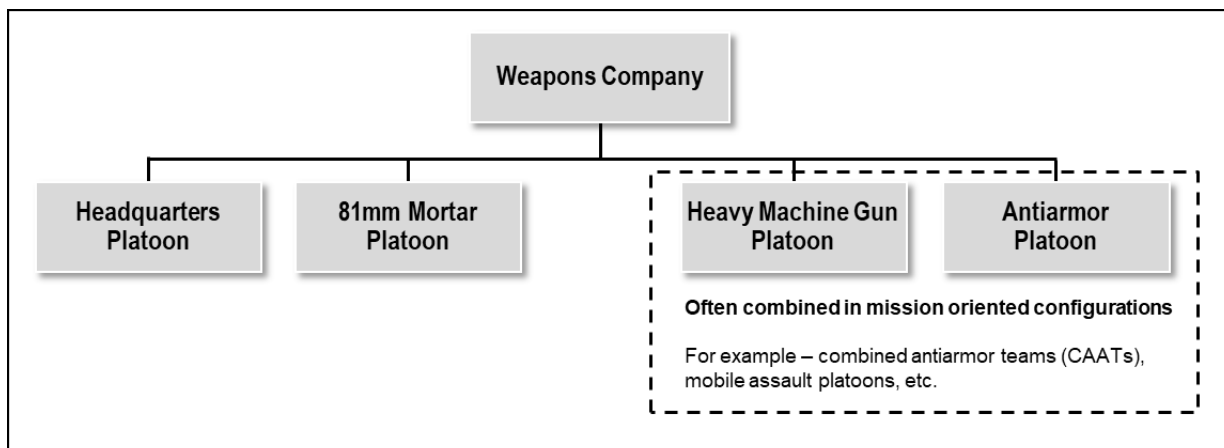 Weapons Company
Headquarters
Platoon
81mm Mortar
Platoon
Heavy Machine Gun
Platoon
Antiarmor
Platoon
Often combined in mission oriented configurations
For example – combined antiarmor teams (CAATs),
mobile assault platoons, etc.